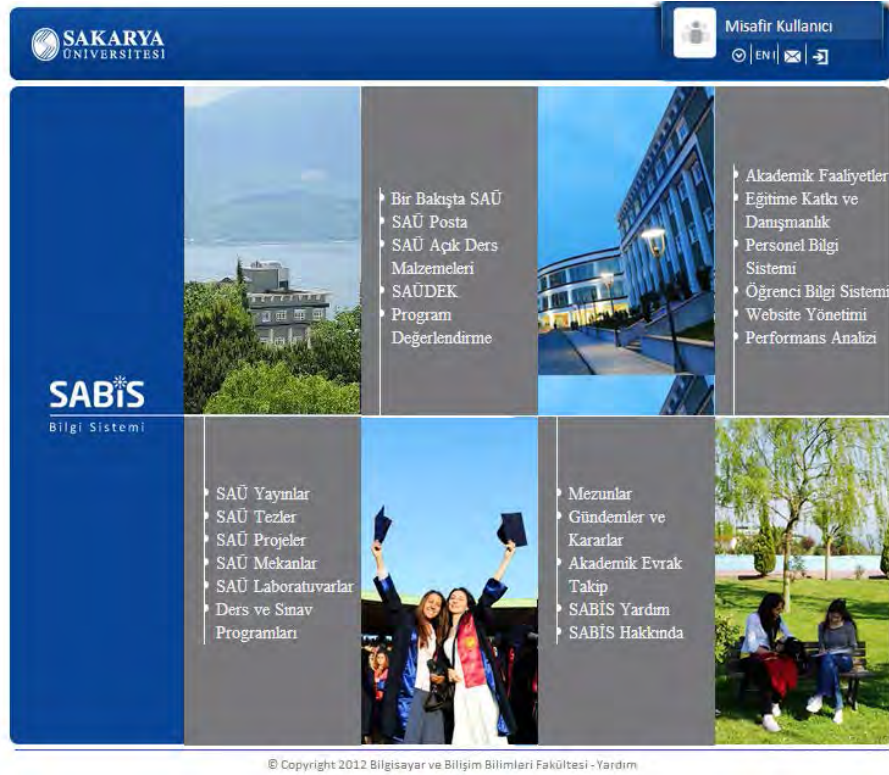 SAKARYA
ÜNİVERSİTESİ
Misafir Kullanıcı
EN
Bir Bakışta SAÜ
SAÜ Posta
SAÜ Açık Ders
Malzemeleri
SAÜDEK
Program
Değerlendirme
Akademik Faaliyetler
Eğitime Katkı ve
Danışmanlık
Personel Bilgi
Sistemi
Öğrenci Bilgi Sistemi
Website Yönetimi
Performans Analizi
SABİS
Bilgi Sistemi
SAÜ Yayınlar
SAÜ Tezler
SAÜ Projeler
SAÜ Mekanlar
SAÜ Laboratuvarlar
Ders ve Sınav
Programları
Mezunlar
Gündemler ve
Kararlar
Akademik Evrak
Takip
SABİS Yardım
SABİS Hakkında
© Copyright 2012 Bilgisayar ve Bilişim Bilimleri Fakültesi - Yardım